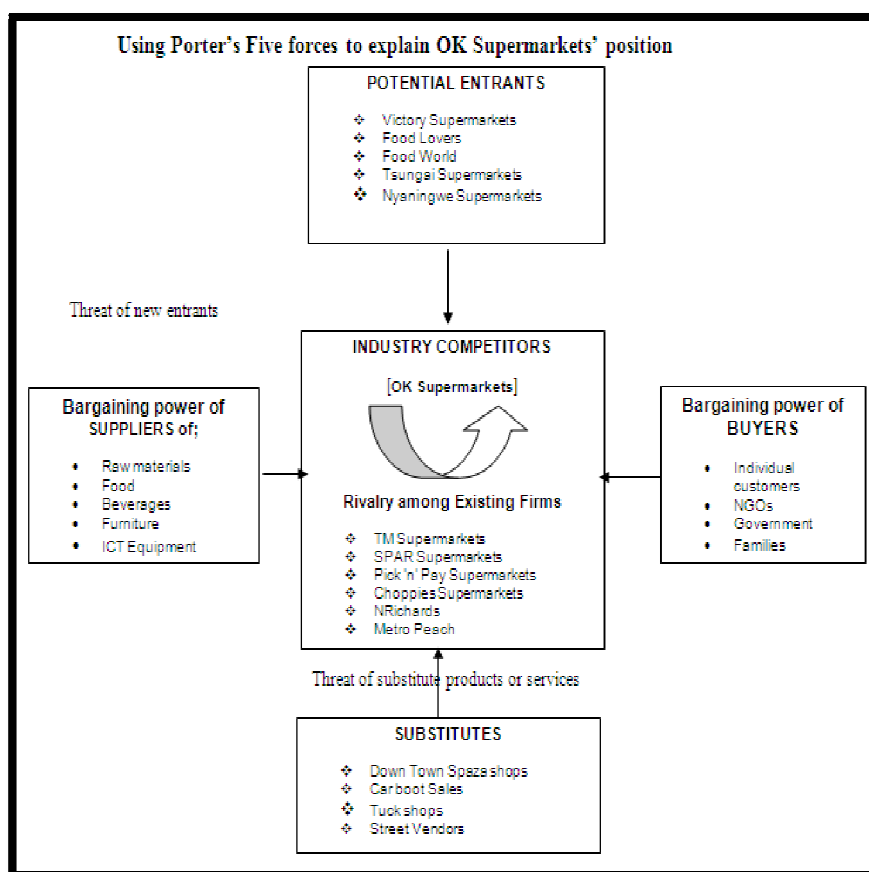 Using Porter's Five forces to explain OK Supermarkets' position
POTENTIAL ENTRANTS
Victory Supermarkets
Food Lovers
Food World
Tsungai Supermarkets
Nyaningwe Supermarkets
Threat of new entrants
INDUSTRY COMPETITORS
[OK Supermarkets]
Rivalry among Existing Firms
TM Supermarkets
SPAR Supermarkets
Pick 'n' Pay Supermarkets
Choppies Supermarkets
NRichards
Metro Peach
Bargaining power of
SUPPLIERS of;
Raw materials
Food
Beverages
Furniture
ICT Equipment
Bargaining power of
BUYERS
Individual
customers
NGOs
Government
Families
Threat of substitute products or services
SUBSTITUTES
Down Town Spaza shops
Car boot Sales
Tuck shops
Street Vendors